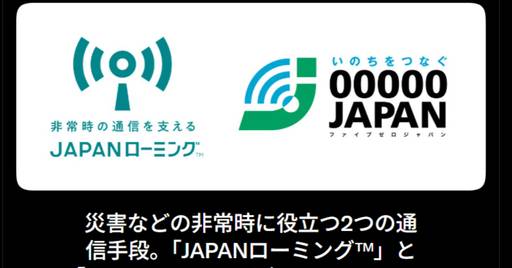 非常時の通信を支える
JAPANローミング™
いのちをつなぐ
00000
JAPAN
ファイブゼロジャパン
災害などの非常時に役立つ2つの通
信手段。「JAPANローミング™」と